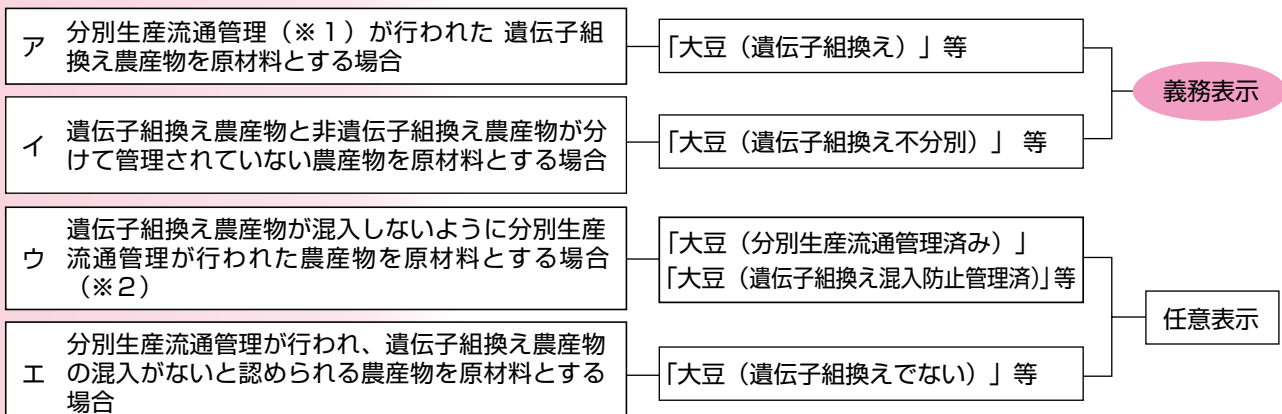 ア
分別生産流通管理（※１）が行われた 遺伝子組
換え農産物を原材料とする場合
「大豆（遺伝子組換え）」等
義務表示
イ
遺伝子組換え農産物と非遺伝子組換え農産物が分
けて管理されていない農産物を原材料とする場合
「大豆（遺伝子組換え不分別）」 等
ウ
遺伝子組換え農産物が混入しないように分別生産
流通管理が行われた農産物を原材料とする場合
（※２）
「大豆（分別生産流通管理済み）」
「大豆（遺伝子組換え混入防止管理済）」等
任意表示
エ
分別生産流通管理が行われ、遺伝子組換え農産物
の混入がないと認められる農産物を原材料とする
場合
「大豆（遺伝子組換えでない）」等